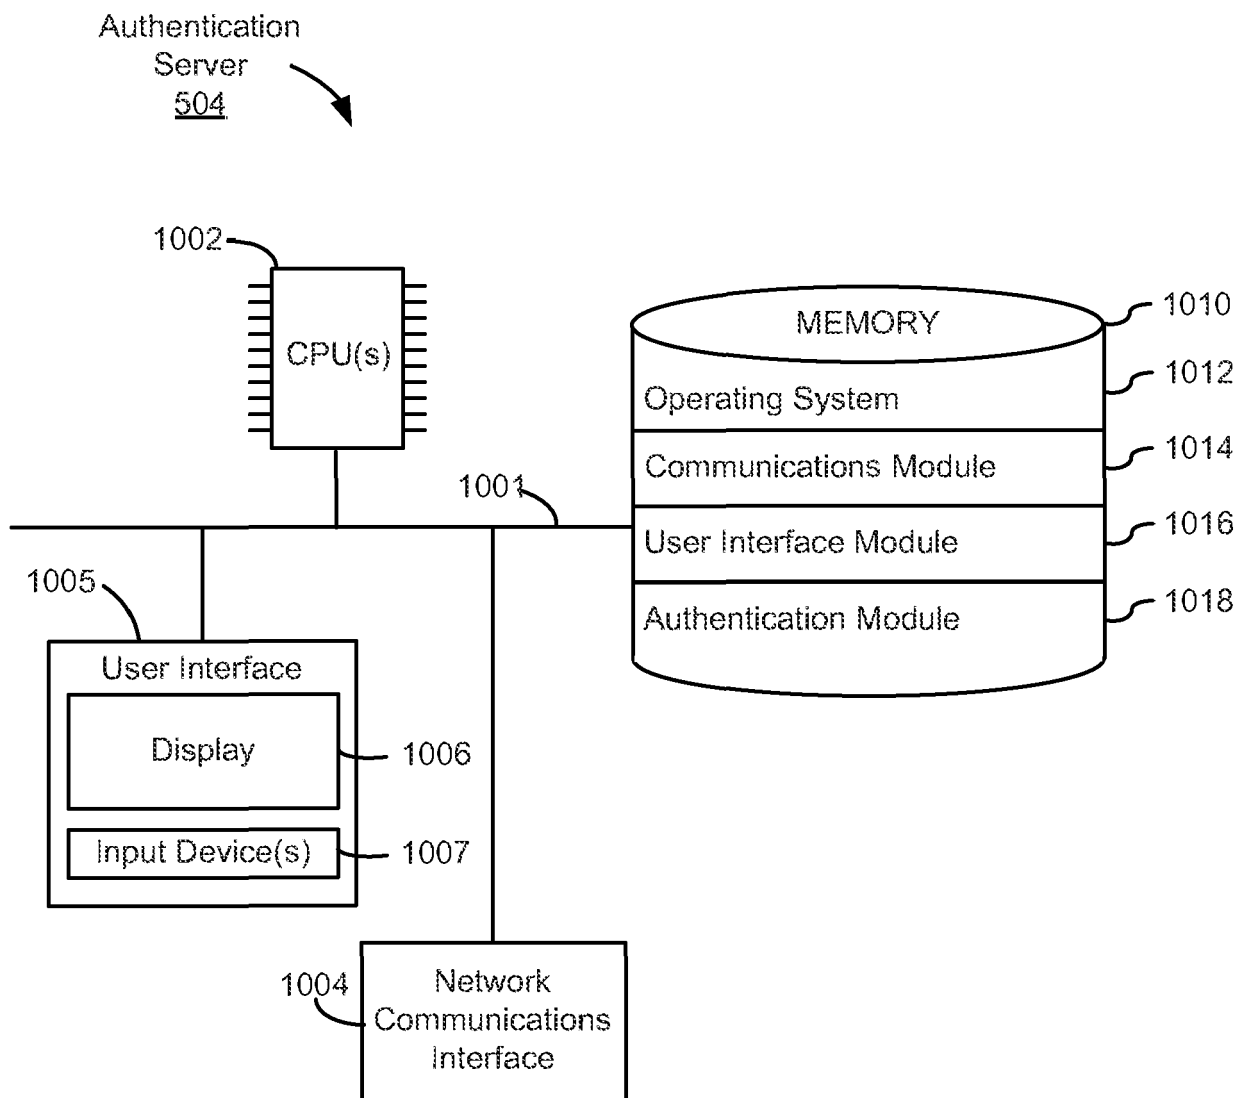 Authentication
Server
504
1002
CPU(s)
MEMORY
1010
Operating System
1012
Communications Module
1014
1001
User Interface Module
1016
Authentication Module
1018
1005
User Interface
Display
1006
Input Device(s)
1007
1004
Network
Communications
Interface